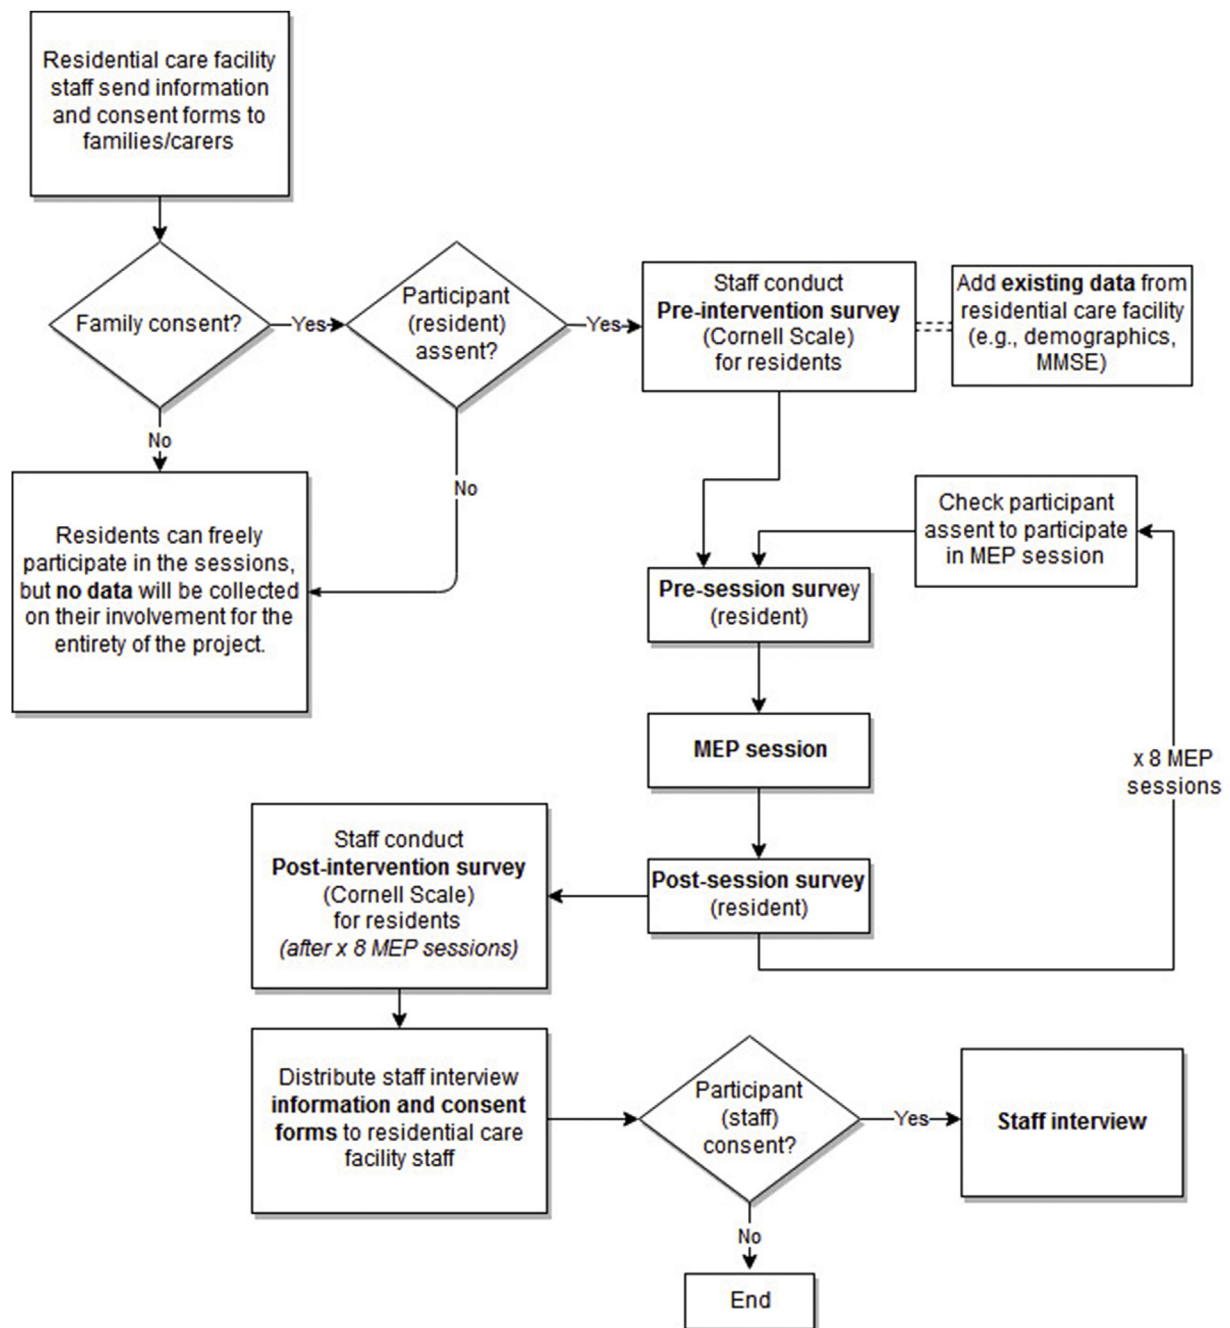 Residential care facility
staff send information
and consent forms to
families/carers
Family consent?
Yes
Participant
(resident)
assent?
Yes
Staff conduct
Pre-intervention survey
(Cornell Scale)
for residents
Add existing data from
residential care facility
(e.g., demographics,
MMSE)
No
No
Residents can freely
participate in the sessions,
but no data will be collected
on their involvement for the
entirety of the project.
Check participant
assent to participate
in MEP session
Pre-session survey
(resident)
MEP session
x 8 MEP
sessions
Post-session survey
(resident)
Staff conduct
Post-intervention survey
(Cornell Scale)
for residents
(after x 8 MEP sessions)
Distribute staff interview
information and consent
forms to residential care
facility staff
Participant
(staff)
consent?
Yes
Staff interview
No
End